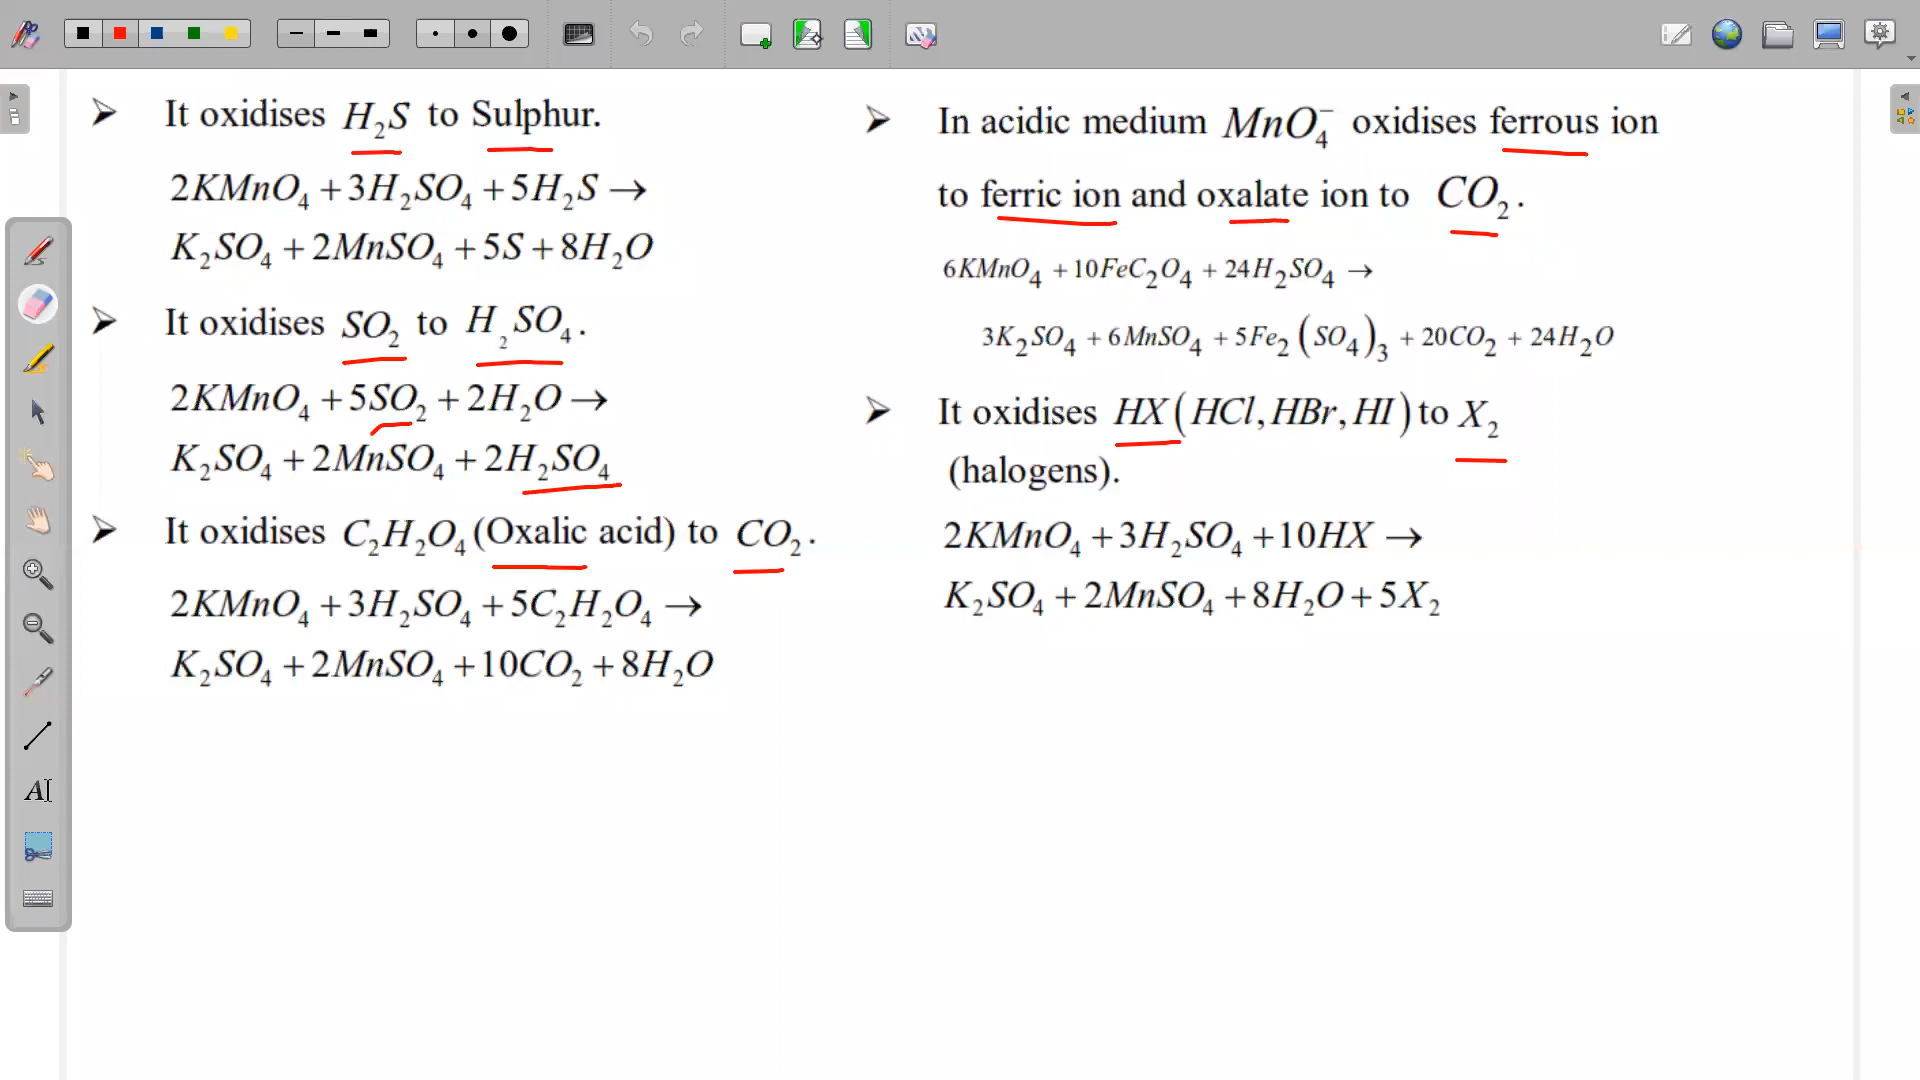 ➢ It oxidises H₂S to Sulphur.
2KMnO₄ + 3H₂SO₄ + 5H₂S →
K₂SO₄ + 2MnSO₄ + 5S + 8H₂O
➢ It oxidises SO₂ to H₂SO₄.
2KMnO₄ + 5SO₂ + 2H₂O →
K₂SO₄ + 2MnSO₄ + 2H₂SO₄
➢ It oxidises C₂H₂O₄ (Oxalic acid) to CO₂.
2KMnO₄ + 3H₂SO₄ + 5C₂H₂O₄ →
K₂SO₄ + 2MnSO₄ + 10CO₂ + 8H₂O
➢ In acidic medium MnO₄⁻ oxidises ferrous ion
to ferric ion and oxalate ion to CO₂.
6KMnO₄ + 10FeC₂O₄ + 24H₂SO₄ →
3K₂SO₄ + 6MnSO₄ + 5Fe₂(SO₄)₃ + 20CO₂ + 24H₂O
➢ It oxidises HX(HCl, HBr, HI) to X₂
(halogens).
2KMnO₄ + 3H₂SO₄ + 10HX →
K₂SO₄ + 2MnSO₄ + 8H₂O + 5X₂